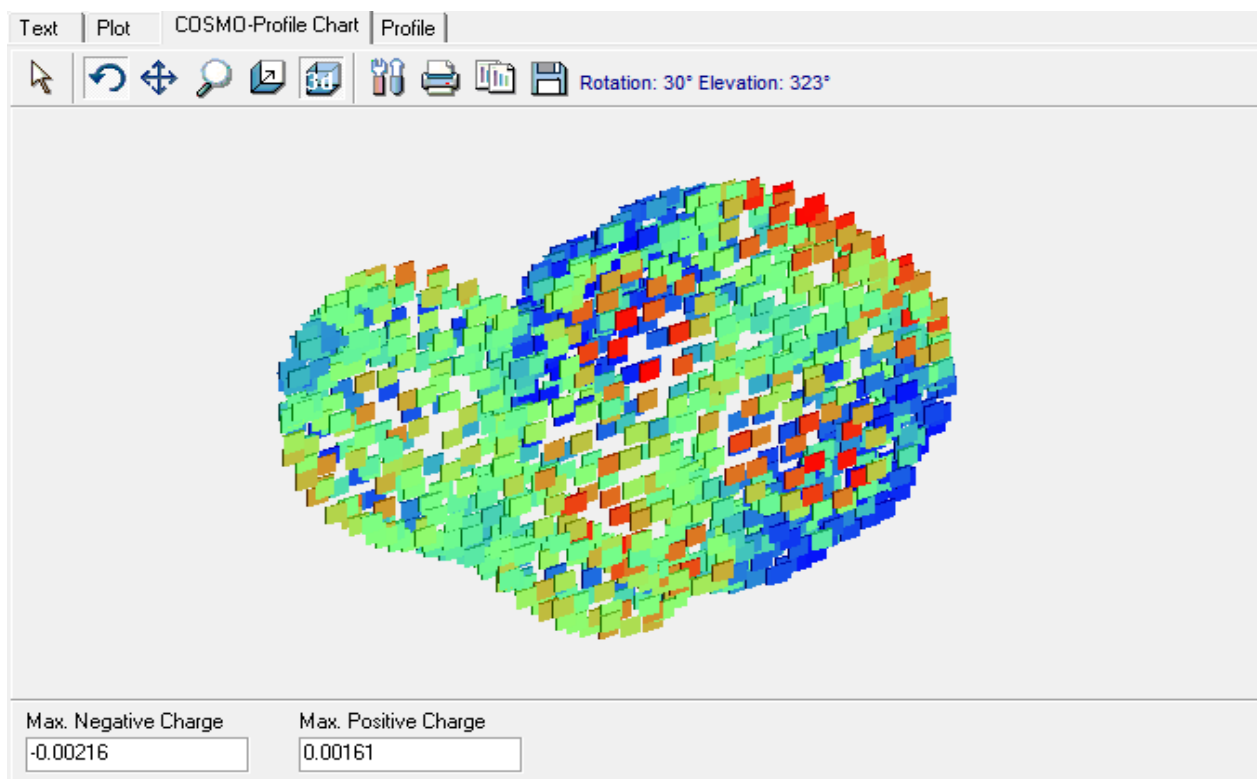 Text Plot COSMO-Profile Chart Profile
3d Rotation: 30° Elevation: 323°
Max. Negative Charge Max. Positive Charge
-0.00216 0.00161